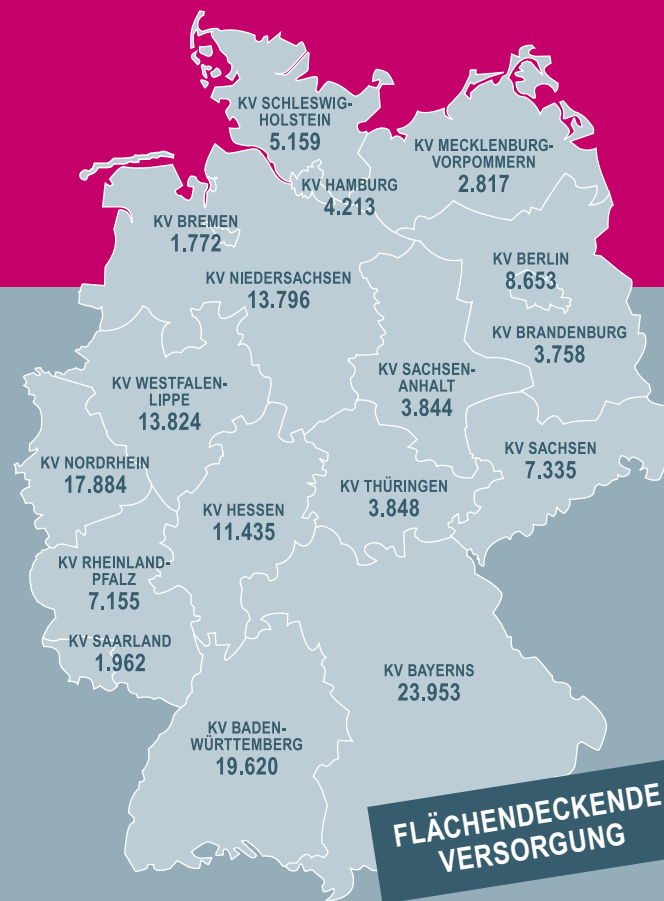 KV SCHLESWIG-
HOLSTEIN
5.159
KV MECKLENBURG-
VORPOMMERN
2.817
KV HAMBURG
4.213
KV BREMEN
1.772
KV BERLIN
8.653
KV NIEDERSACHSEN
13.796
KV BRANDENBURG
3.758
KV WESTFALEN-
LIPPE
13.824
KV SACHSEN-
ANHALT
3.844
KV SACHSEN
7.335
KV NORDRHEIN
17.884
KV THÜRINGEN
3.848
KV HESSEN
11.435
KV RHEINLAND-
PFALZ
7.155
KV SAARLAND
1.962
KV BAYERNS
23.953
KV BADEN-
WÜRTTEMBERG
19.620
FLÄCHENDECKENDE
VERSORGUNG